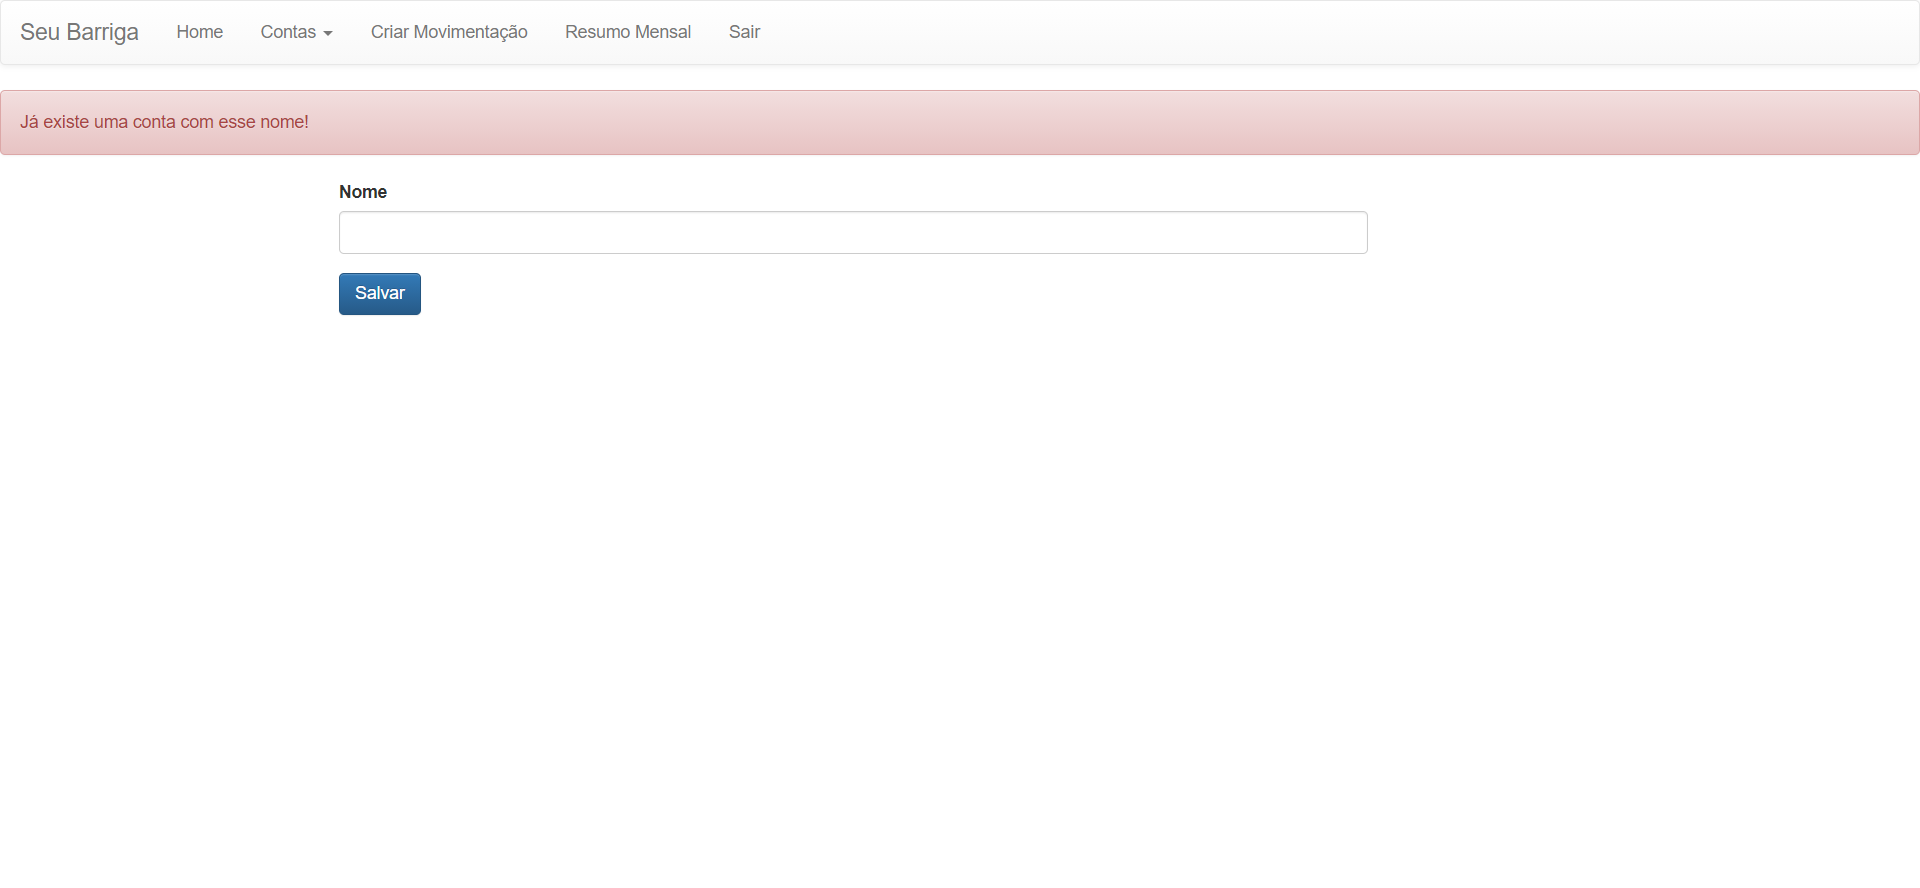 Seu Barriga Home Contas Criar Movimentação Resumo Mensal Sair
Já existe uma conta com esse nome!
Nome
Salvar